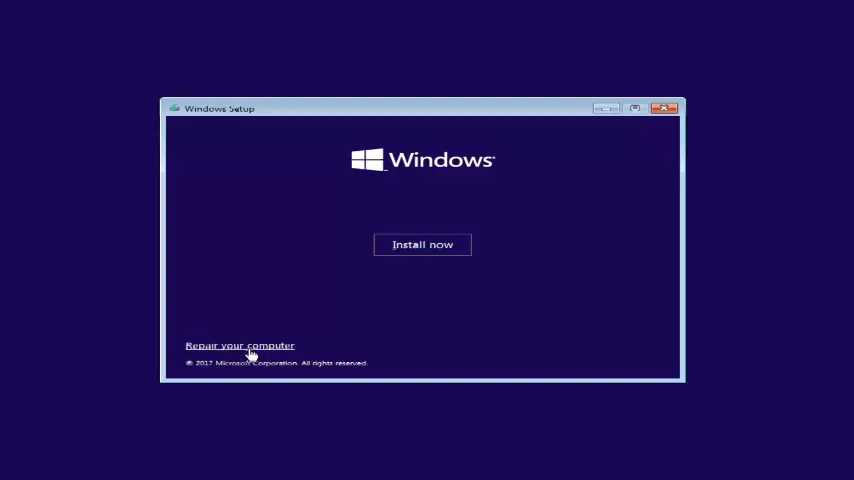 Windows Setup
Windows
Install now
Repair your computer
© 2017 Microsoft Corporation. All rights reserved.